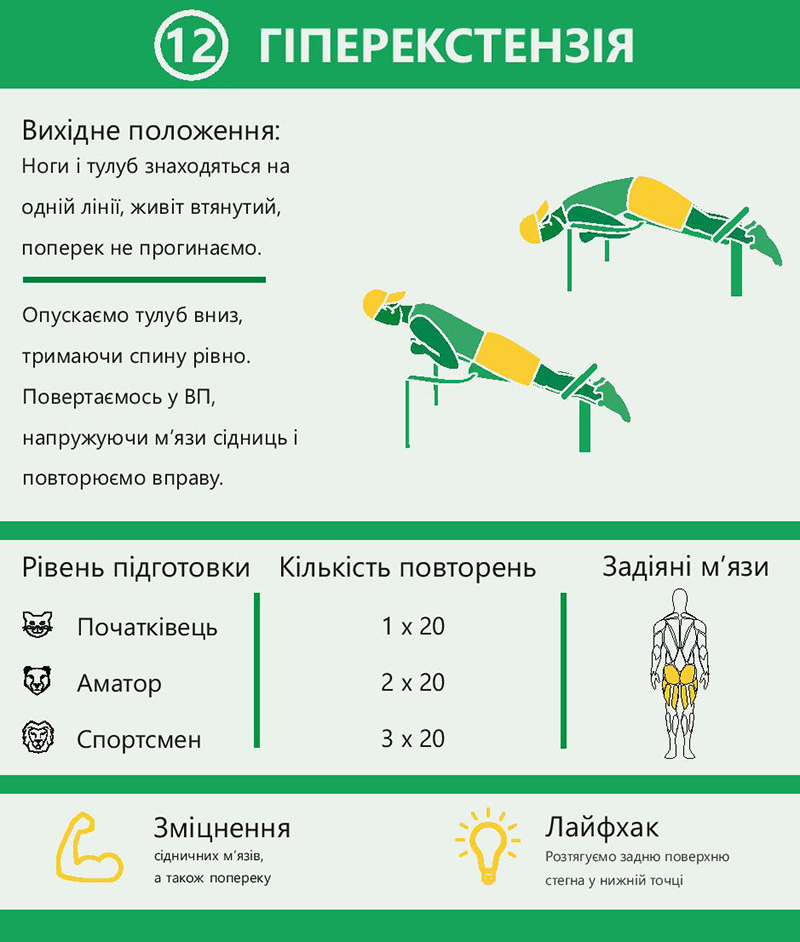 12 ГІПЕРЕКСТЕНЗІЯ
Вихідне положення:
Ноги і тулуб знаходяться на
одній лінії, живіт втянутий,
поперек не прогинаємо.
Опускаємо тулуб вниз,
тримаючи спину рівно.
Повертаємось у ВП,
напружуючи м’язи сідниць і
повторюємо вправу.
Рівень підготовки Кількість повторень Задіяні м’язи
Початківець 1 х 20
Аматор 2 х 20
Спортсмен 3 х 20
Зміцнення
сідничних м’язів,
а також попереку
Лайфхак
Розтягуємо задню поверхню
стегна у нижній точці